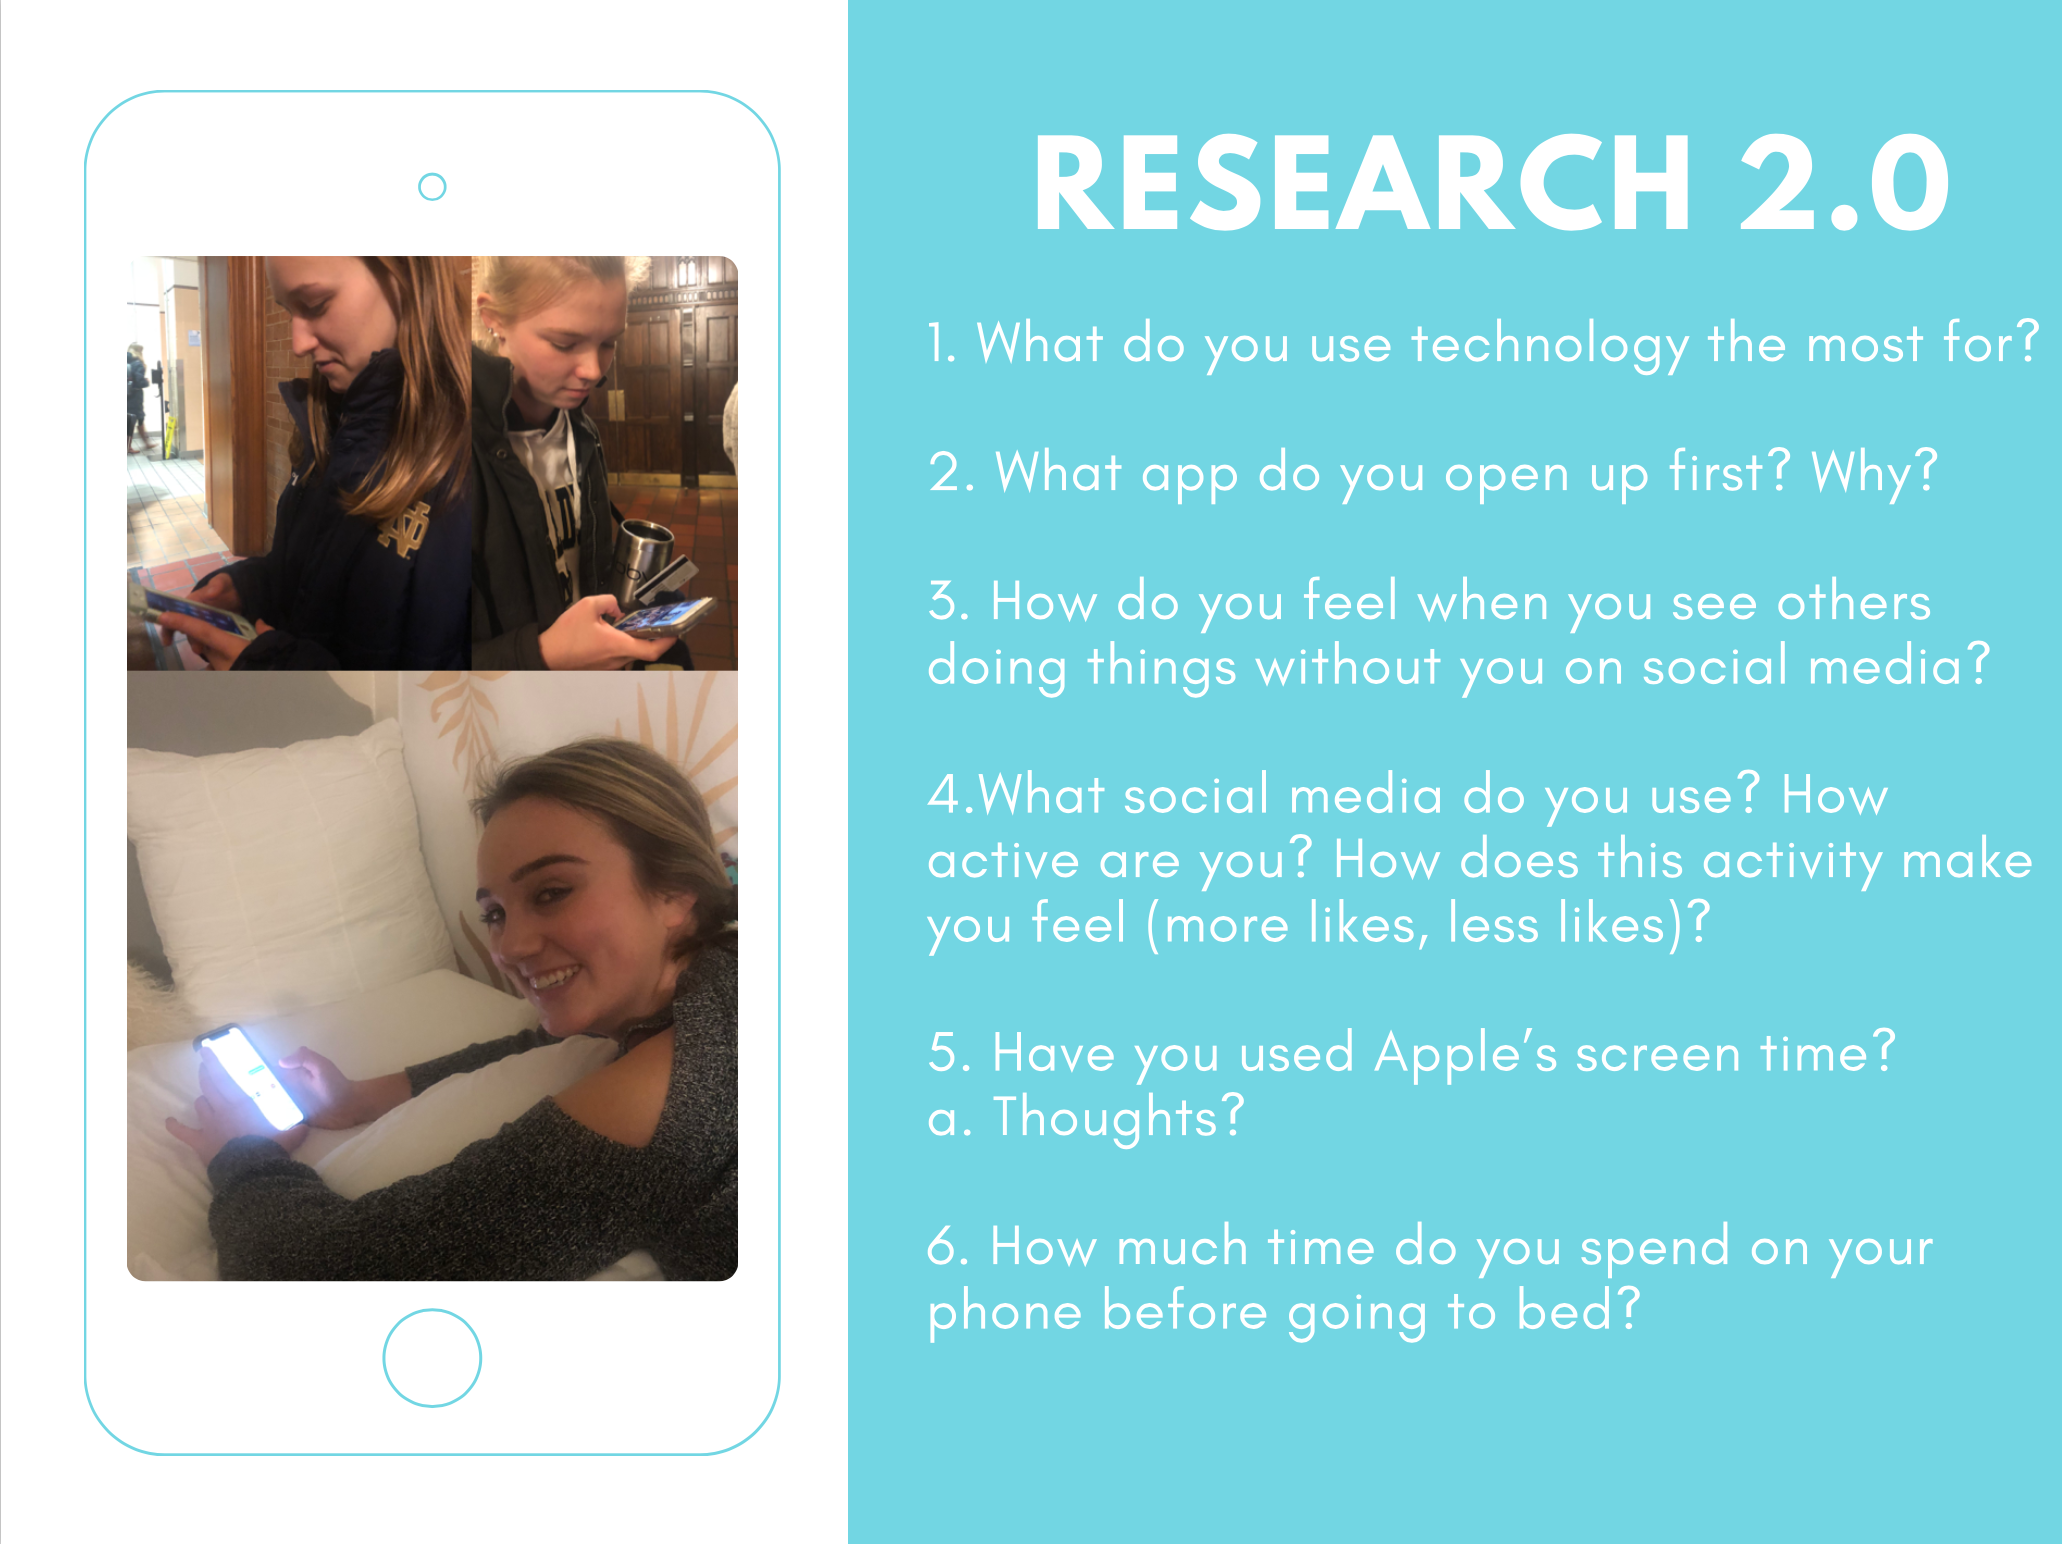 RESEARCH 2.0
1. What do you use technology the most for?
2. What app do you open up first? Why?
3. How do you feel when you see others
doing things without you on social media?
4.What social media do you use? How
active are you? How does this activity make
you feel (more likes, less likes)?
5. Have you used Apple's screen time?
a. Thoughts?
6. How much time do you spend on your
phone before going to bed?
ND